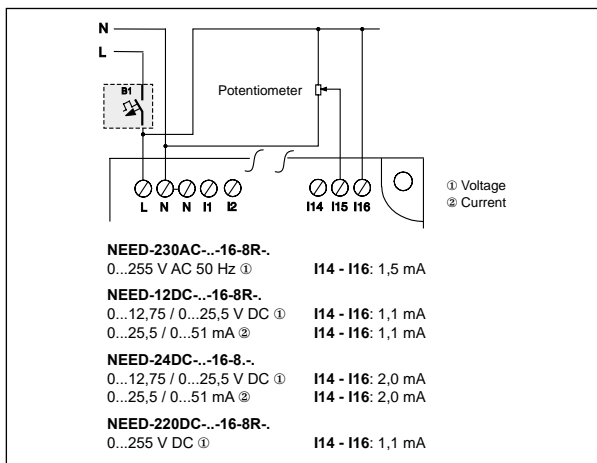 N
L
B1
Potentiometer
L N N I1 I2 I14 I15 I16
① Voltage
② Current
NEED-230AC-..-16-8R-.
0...255 V AC 50 Hz ① I14 - I16: 1,5 mA
NEED-12DC-..-16-8R-.
0...12,75 / 0...25,5 V DC ① I14 - I16: 1,1 mA
0...25,5 / 0...51 mA ② I14 - I16: 1,1 mA
NEED-24DC-..-16-8.-.
0...12,75 / 0...25,5 V DC ① I14 - I16: 2,0 mA
0...25,5 / 0...51 mA ② I14 - I16: 2,0 mA
NEED-220DC-..-16-8R-.
0...255 V DC ① I14 - I16: 1,1 mA